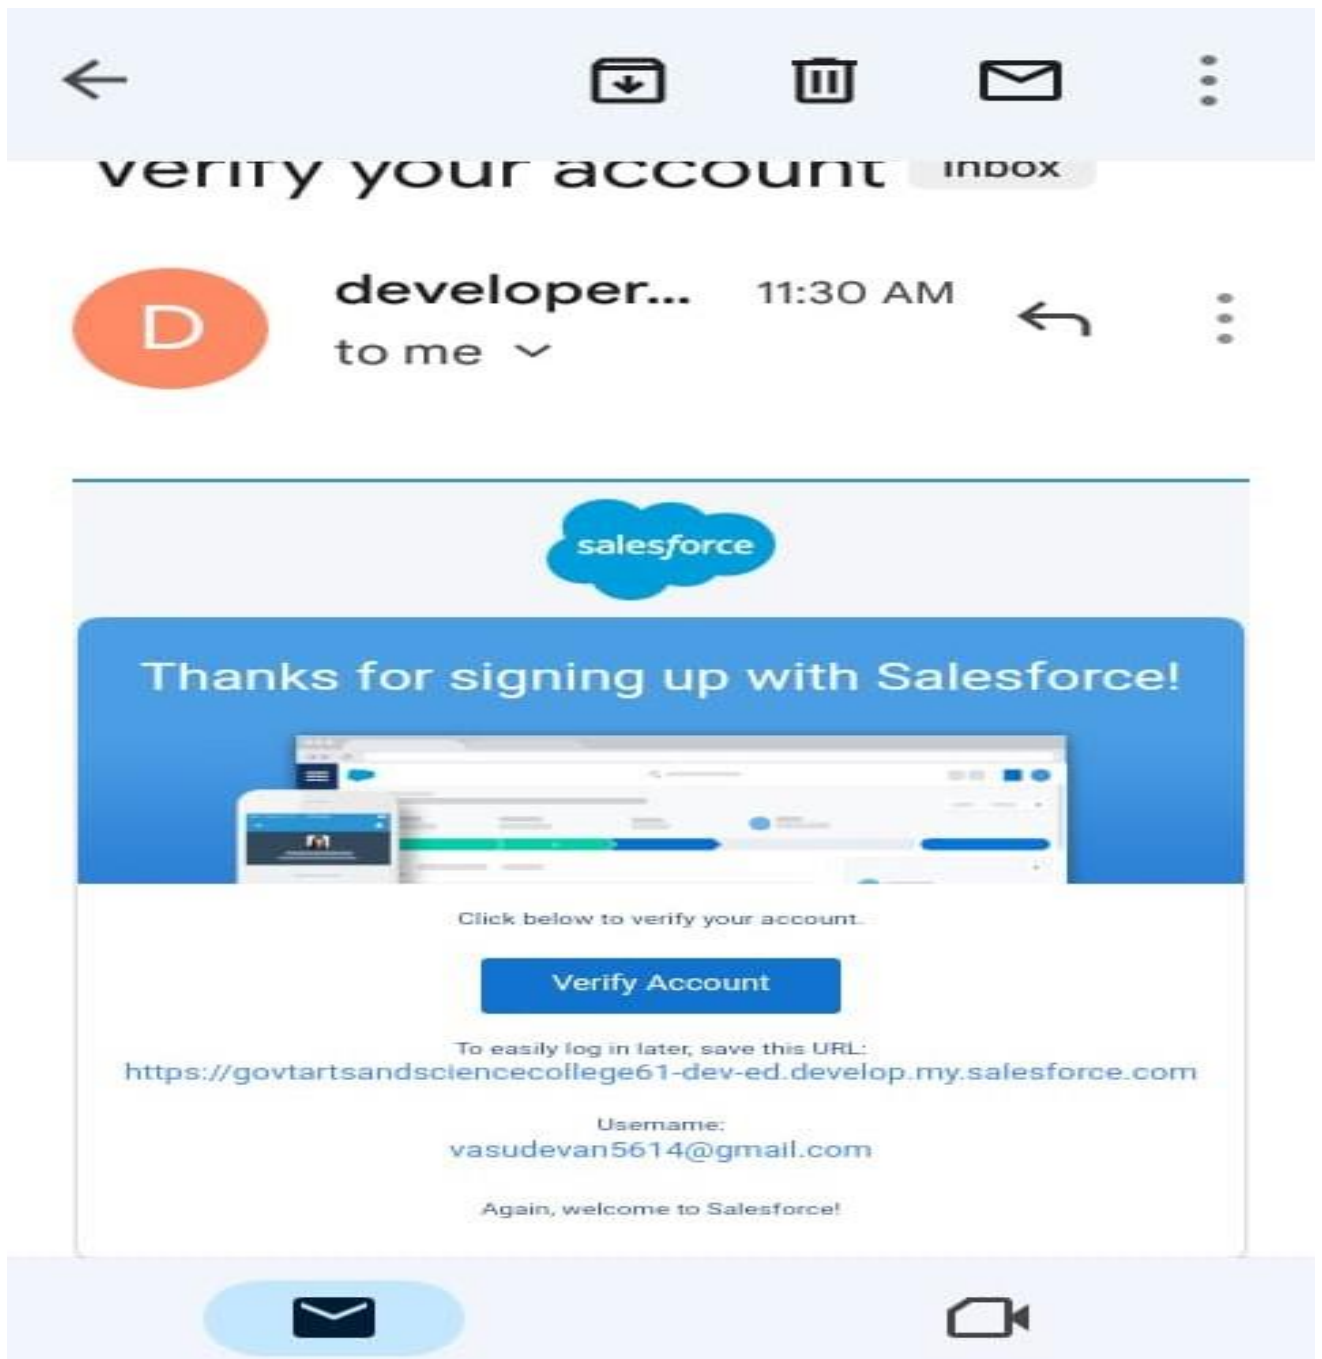 Verify your account Inbox
D
developer... 11:30 AM
to me
salesforce
Thanks for signing up with Salesforce!
Click below to verify your account.
Verify Account
To easily log in later, save this URL:
https://govtartsandsciencecollege61-dev-ed.develop.my.salesforce.com
Username:
vasudevan5614@gmail.com
Again, welcome to Salesforce!